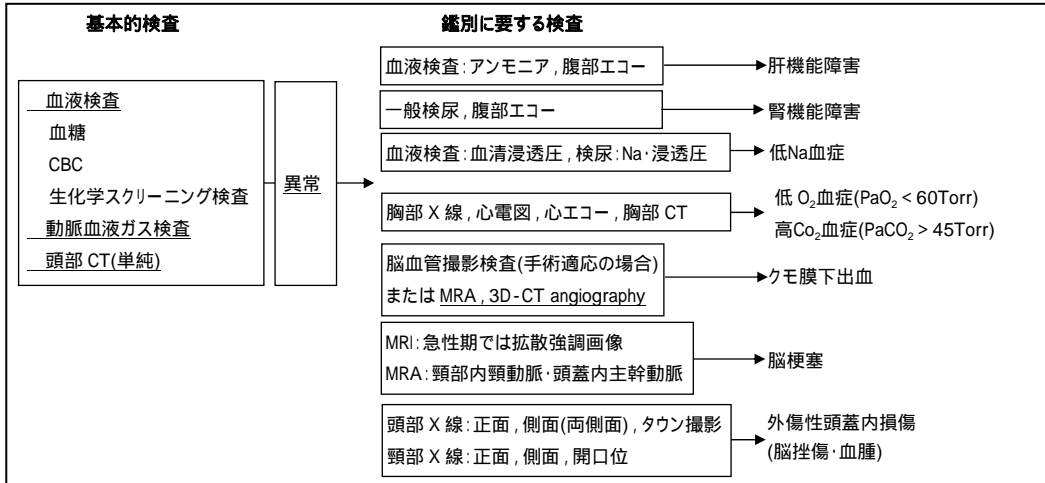 基本的検査
鑑別に要する検査
血液検査
血糖
CBC
生化学スクリーニング検査
動脈血液ガス検査
頭部 CT(単純)
異常
血液検査:アンモニア,腹部エコー
肝機能障害
一般検尿,腹部エコー
腎機能障害
血液検査:血清浸透圧,検尿:Na・浸透圧
低Na血症
胸部 X 線,心電図,心エコー,胸部 CT
低 O₂血症(PaO₂ < 60Torr)
高Co₂血症(PaCO₂ > 45Torr)
脳血管撮影検査(手術適応の場合)
または MRA , 3D-CT angiography
クモ膜下出血
MRI:急性期では拡散強調画像
MRA:頸部内頸動脈・頭蓋内主幹動脈
脳梗塞
頭部 X 線:正面,側面(両側面),タウン撮影
頸部 X 線:正面,側面,開口位
外傷性頭蓋内損傷
(脳挫傷・血腫)